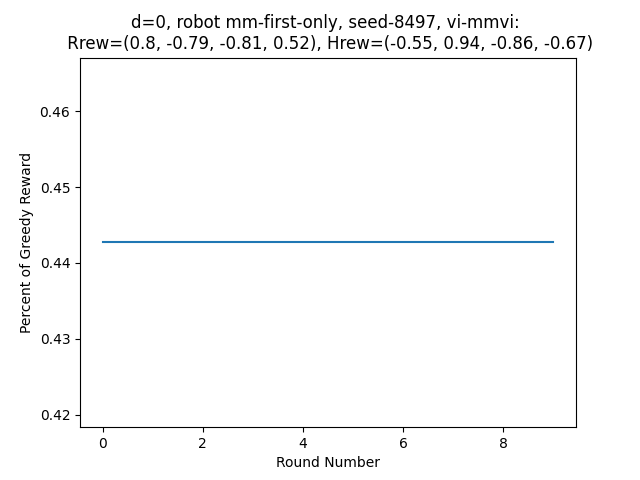 d=0, robot mm-first-only, seed-8497, vi-mmvi:
Rrew=(0.8, -0.79, -0.81, 0.52), Hrew=(-0.55, 0.94, -0.86, -0.67)
Percent of Greedy Reward
0.46
0.45
0.44
0.43
0.42
0 2 4 6 8
Round Number